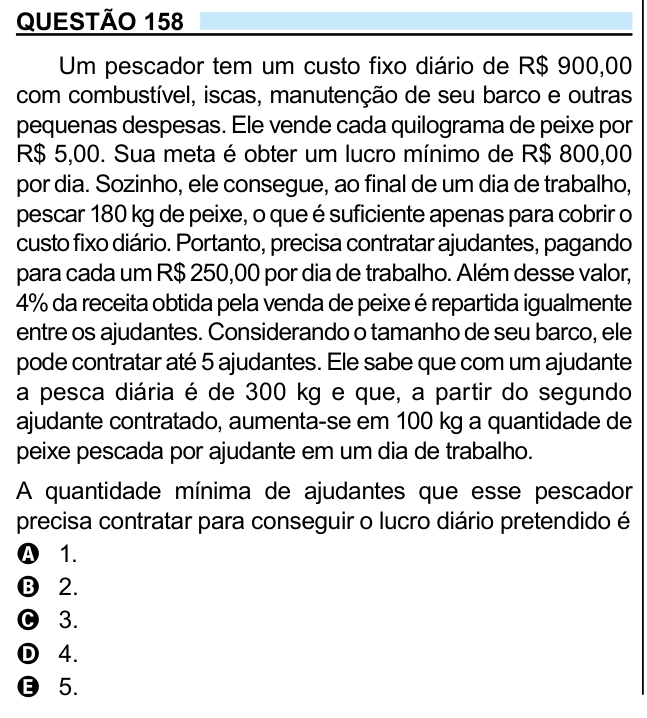 QUESTÃO 158
Um pescador tem um custo fixo diário de R$ 900,00
com combustível, iscas, manutenção de seu barco e outras
pequenas despesas. Ele vende cada quilograma de peixe por
R$ 5,00. Sua meta é obter um lucro mínimo de R$ 800,00
por dia. Sozinho, ele consegue, ao final de um dia de trabalho,
pescar 180 kg de peixe, o que é suficiente apenas para cobrir o
custo fixo diário. Portanto, precisa contratar ajudantes, pagando
para cada um R$ 250,00 por dia de trabalho. Além desse valor,
4% da receita obtida pela venda de peixe é repartida igualmente
entre os ajudantes. Considerando o tamanho de seu barco, ele
pode contratar até 5 ajudantes. Ele sabe que com um ajudante
a pesca diária é de 300 kg e que, a partir do segundo
ajudante contratado, aumenta-se em 100 kg a quantidade de
peixe pescada por ajudante em um dia de trabalho.
A quantidade mínima de ajudantes que esse pescador
precisa contratar para conseguir o lucro diário pretendido é
A 1.
B 2.
C 3.
D 4.
E 5.